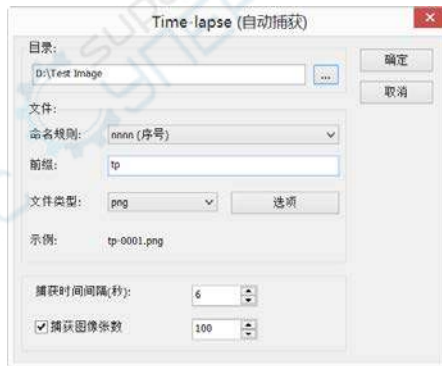 Time-lapse (自动捕获)
目录:
D:\Test Image
...
确定
取消
文件:
命名规则: nnnn (序号)
前缀: tp
文件类型: png 选项
示例: tp-0001.png
捕获时间间隔(秒): 6
捕获图像张数 100